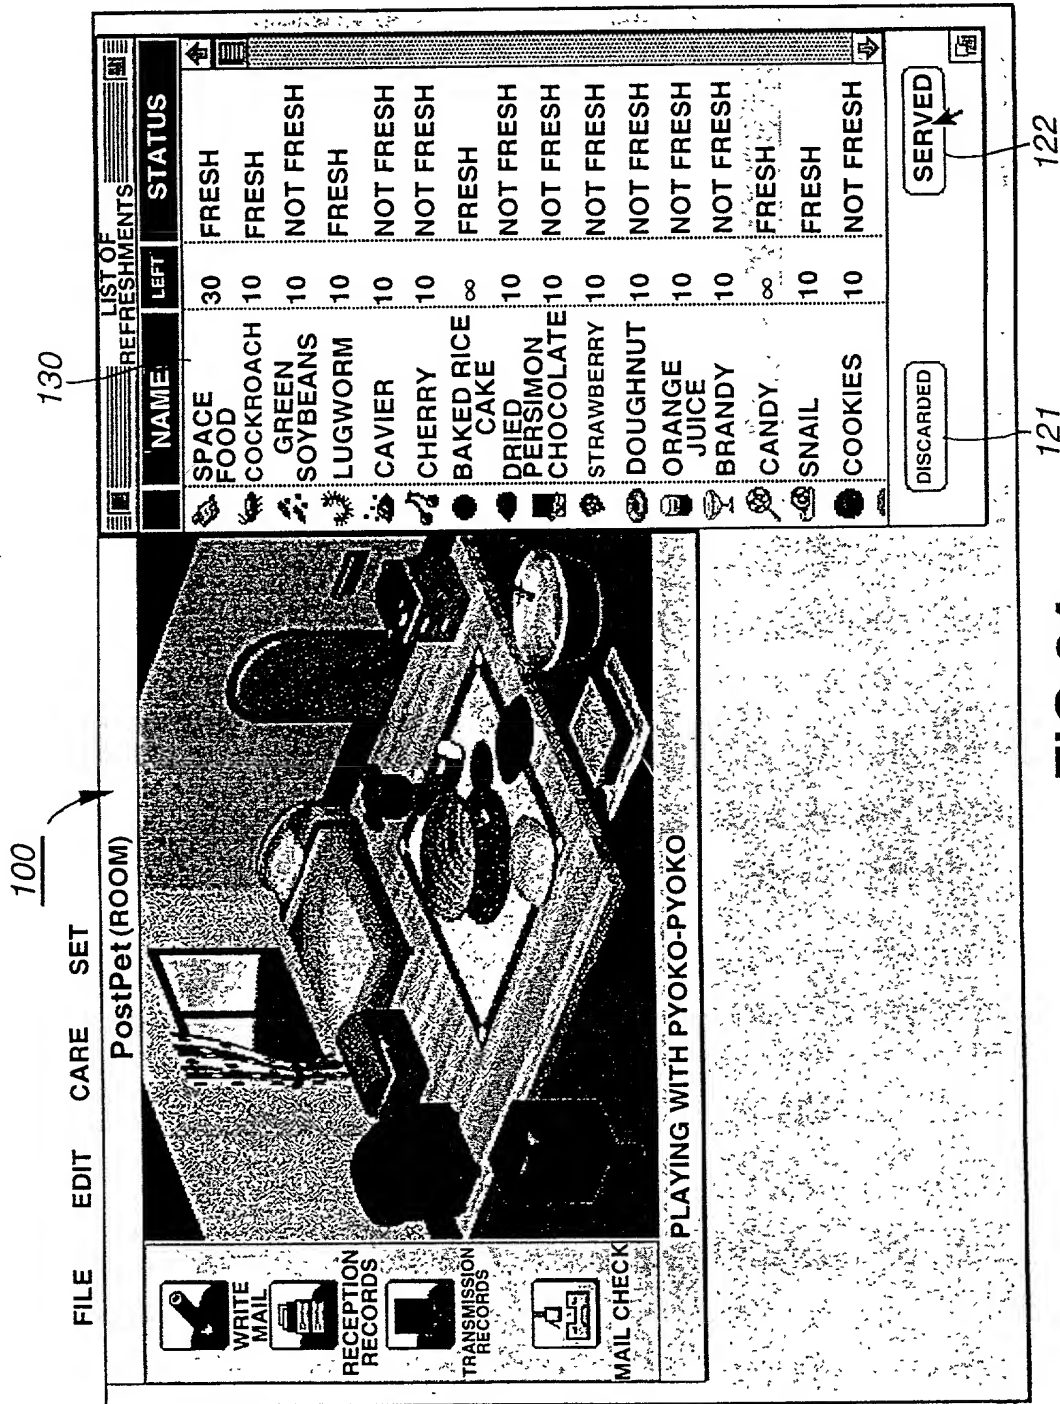 100
FILE EDIT CARE SET
PostPet (ROOM)
WRITE
MAIL
RECEPTION
RECORDS
TRANSMISSION
RECORDS
MAIL CHECK
PLAYING WITH PYOKO-PYOKO
130
LIST OF
REFRESHMENTS
NAME LEFT STATUS
SPACE
FOOD 30 FRESH
COCKROACH 10 FRESH
GREEN
SOYBEANS 10 NOT FRESH
LUGWORM 10 FRESH
CAVIER 10 NOT FRESH
CHERRY 10 NOT FRESH
BAKED RICE
CAKE ∞ FRESH
DRIED
PERSIMON 10 NOT FRESH
CHOCOLATE 10 NOT FRESH
STRAWBERRY 10 NOT FRESH
DOUGHNUT 10 NOT FRESH
ORANGE
JUICE 10 NOT FRESH
BRANDY 10 NOT FRESH
CANDY ∞ FRESH
SNAIL 10 FRESH
COOKIES 10 NOT FRESH
DISCARDED SERVED
121 122